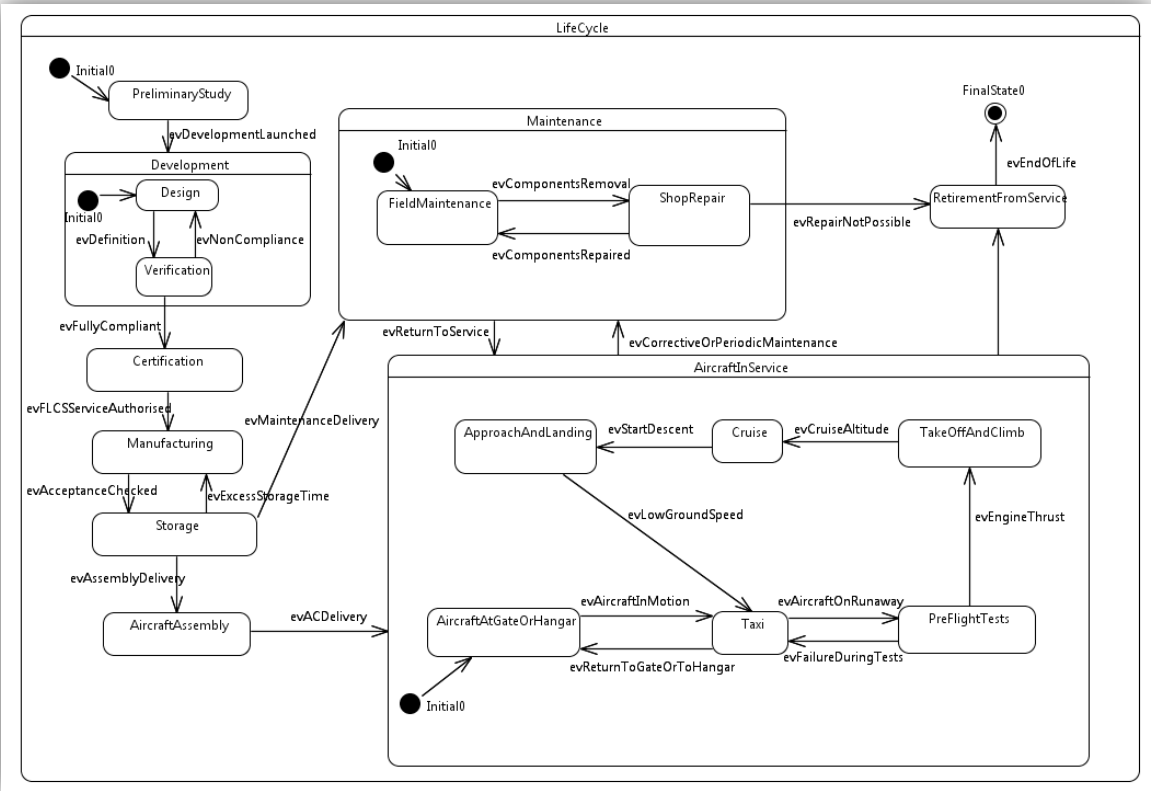 LifeCycle
Initial0
PreliminaryStudy
evDevelopmentLaunched
Development
Initial0
Design
evDefinition
evNonCompliance
Verification
evFullyCompliant
Certification
evFLCSServiceAuthorised
Manufacturing
evAcceptanceChecked
evExcessStorageTime
Storage
evAssemblyDelivery
AircraftAssembly
evACDelivery
evMaintenanceDelivery
Maintenance
Initial0
FieldMaintenance
evComponentsRemoval
ShopRepair
evComponentsRepaired
evRepairNotPossible
FinalState0
evEndOfLife
RetirementFromService
evReturnToService
evCorrectiveOrPeriodicMaintenance
AircraftInService
ApproachAndLanding
evStartDescent
Cruise
evCruiseAltitude
TakeOffAndClimb
evLowGroundSpeed
evEngineThrust
AircraftAtGateOrHangar
evAircraftInMotion
Taxi
evAircraftOnRunaway
PreFlightTests
evReturnToGateOrToHangar
evFailureDuringTests
Initial0